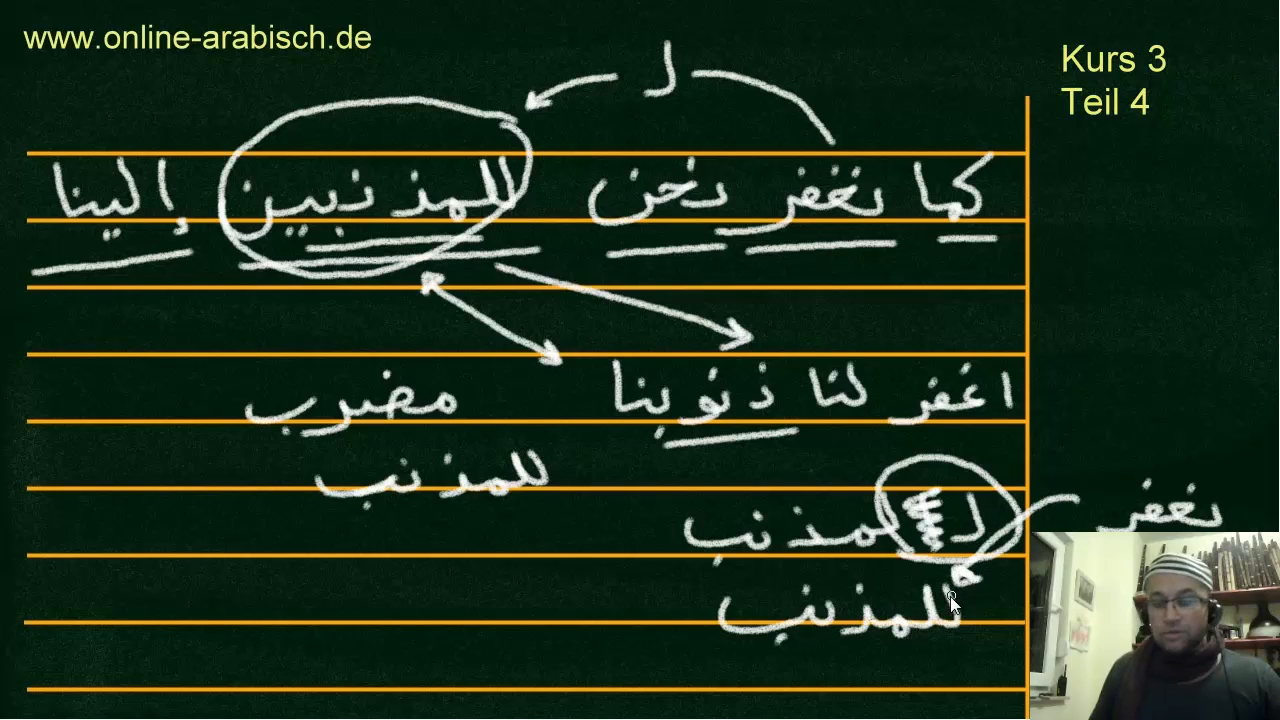 www.online-arabisch.de
Kurs 3
Teil 4
ل
كما نغفر نحن للمذنبين إلينا
اغفر لنا ذنوبنا
مضرب
للمذنب
نغفر
ل لمذنب
للمذنب